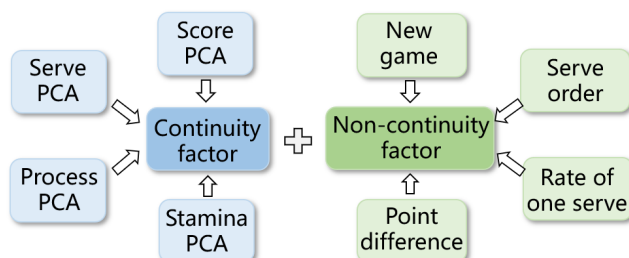 Score
PCA
New
game
Serve
PCA
Serve
order
Continuity
factor
Non-continuity
factor
Process
PCA
Rate of
one serve
Stamina
PCA
Point
difference